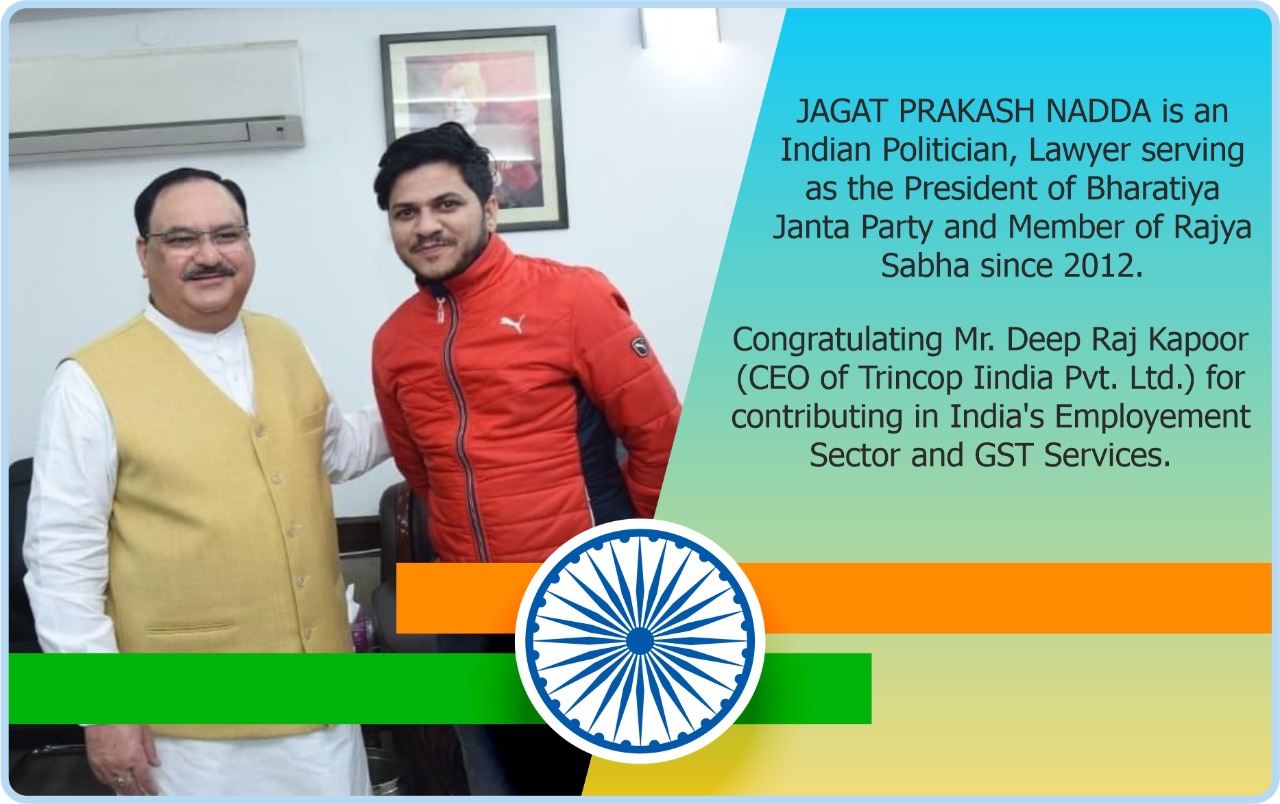 JAGAT PRAKASH NADDA is an
Indian Politician, Lawyer serving
as the President of Bharatiya
Janta Party and Member of Rajya
Sabha since 2012.
Congratulating Mr. Deep Raj Kapoor
(CEO of Trincop Iindia Pvt. Ltd.) for
contributing in India's Employement
Sector and GST Services.